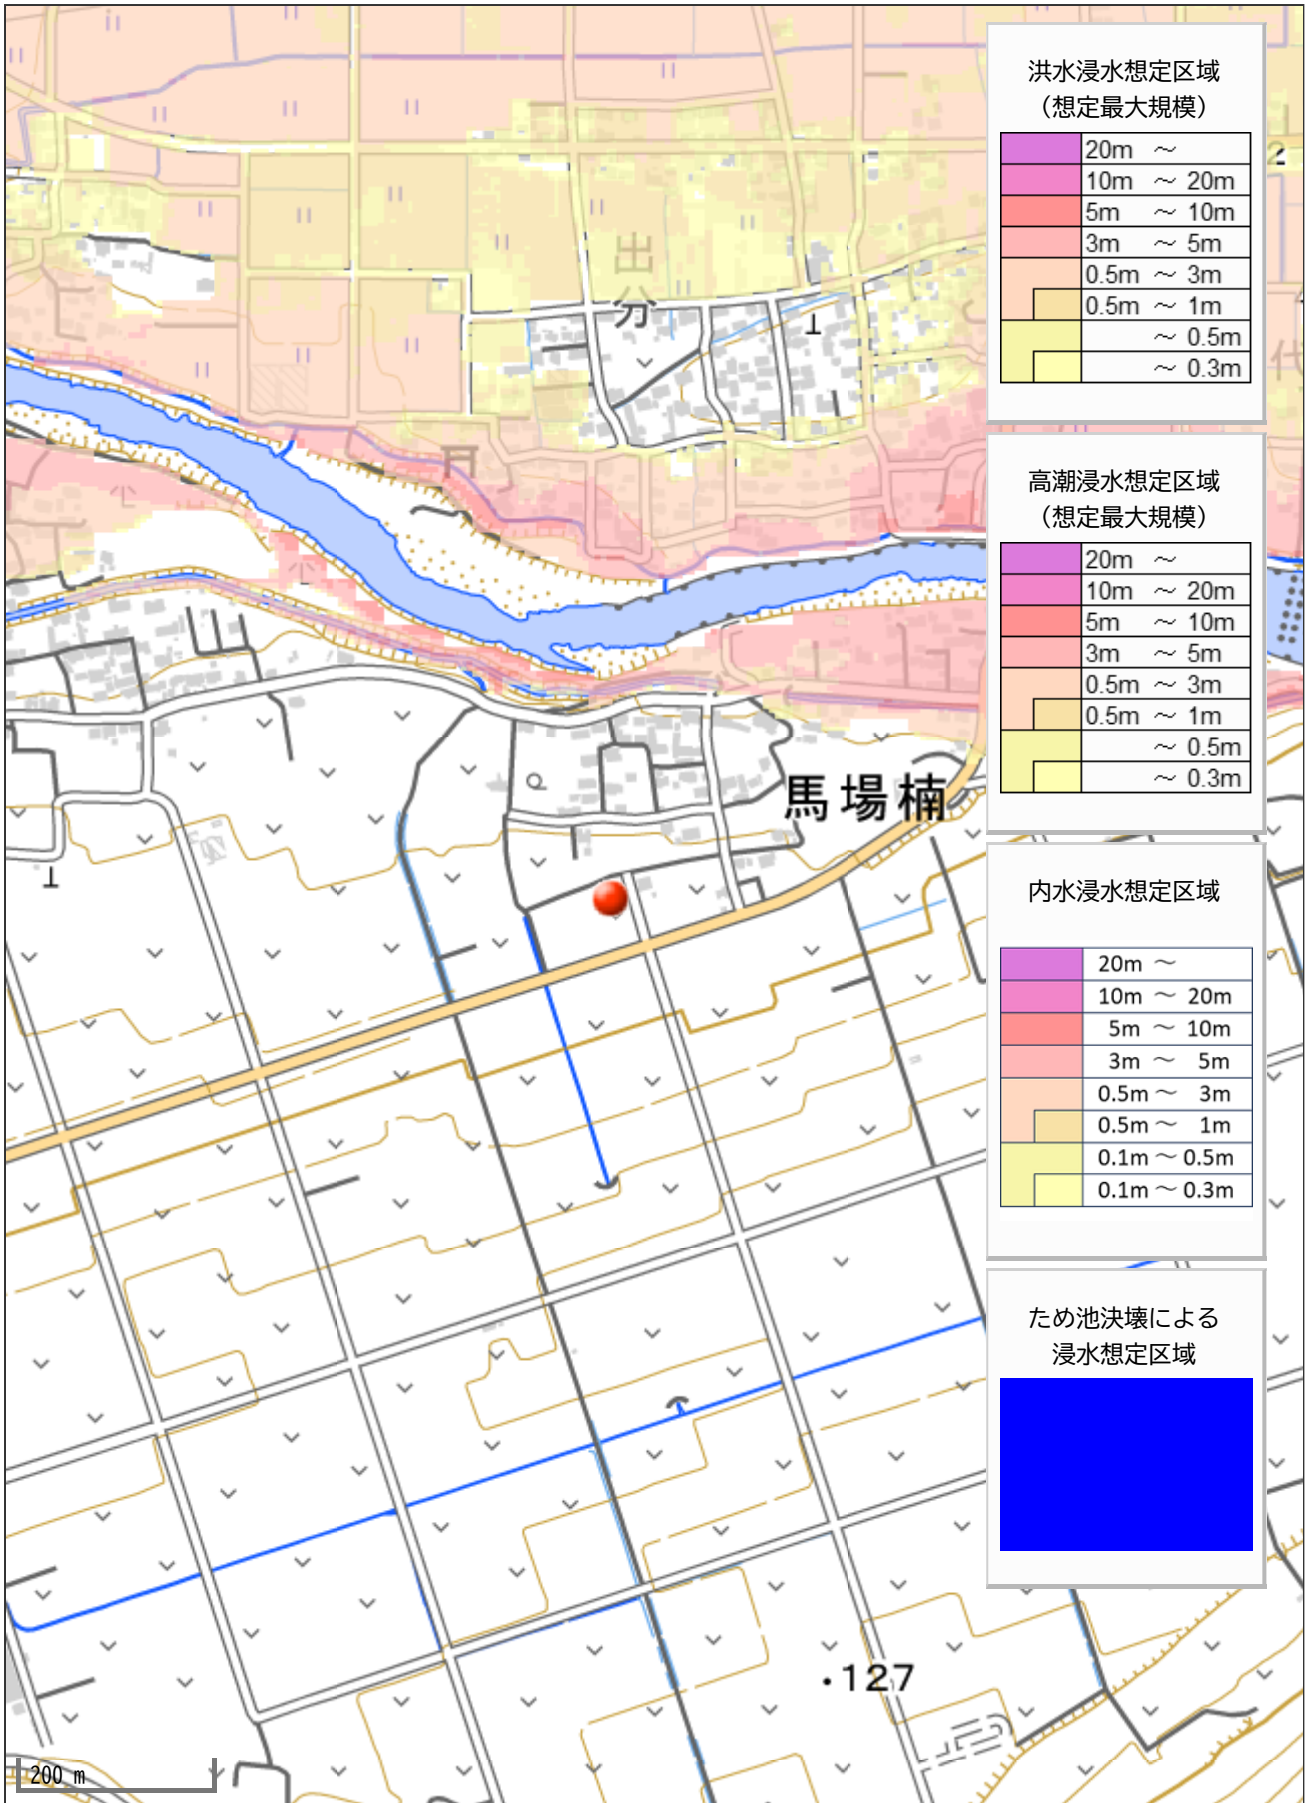 出
分
馬場楠
・127
200 m
2
代
洪水浸水想定区域
（想定最大規模）
20m ～
10m ～ 20m
5m ～ 10m
3m ～ 5m
0.5m ～ 3m
0.5m ～ 1m
～ 0.5m
～ 0.3m
高潮浸水想定区域
（想定最大規模）
20m ～
10m ～ 20m
5m ～ 10m
3m ～ 5m
0.5m ～ 3m
0.5m ～ 1m
～ 0.5m
～ 0.3m
内水浸水想定区域
20m ～
10m ～ 20m
5m ～ 10m
3m ～ 5m
0.5m ～ 3m
0.5m ～ 1m
0.1m ～ 0.5m
0.1m ～ 0.3m
ため池決壊による
浸水想定区域